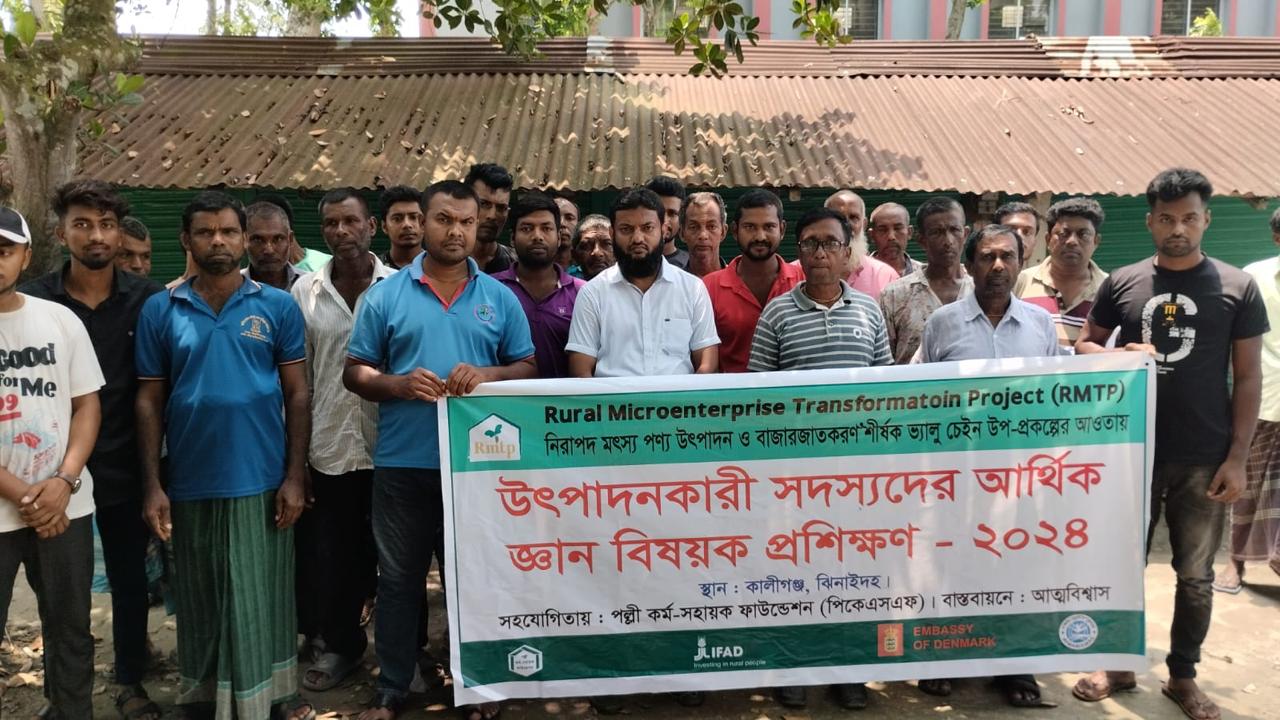 Rural Microenterprise Transformatoin Project (RMTP)
Rmtp
নিরাপদ মৎস্য পণ্য উৎপাদন ও বাজারজাতকরণ" শীর্ষক ভ্যালু চেইন উপ-প্রকল্পের আওতায়
উৎপাদনকারী সদস্যদের আর্থিক
জ্ঞান বিষয়ক প্রশিক্ষণ - ২০২৪
স্থান : কালীগঞ্জ, ঝিনাইদহ।
সহযোগিতায় : পল্লী কর্ম-সহায়ক ফাউন্ডেশন (পিকেএসএফ)। বাস্তবায়নে : আত্মবিশ্বাস
IFAD
Investing in rural people
EMBASSY
OF DENMARK
Good
for Me
09